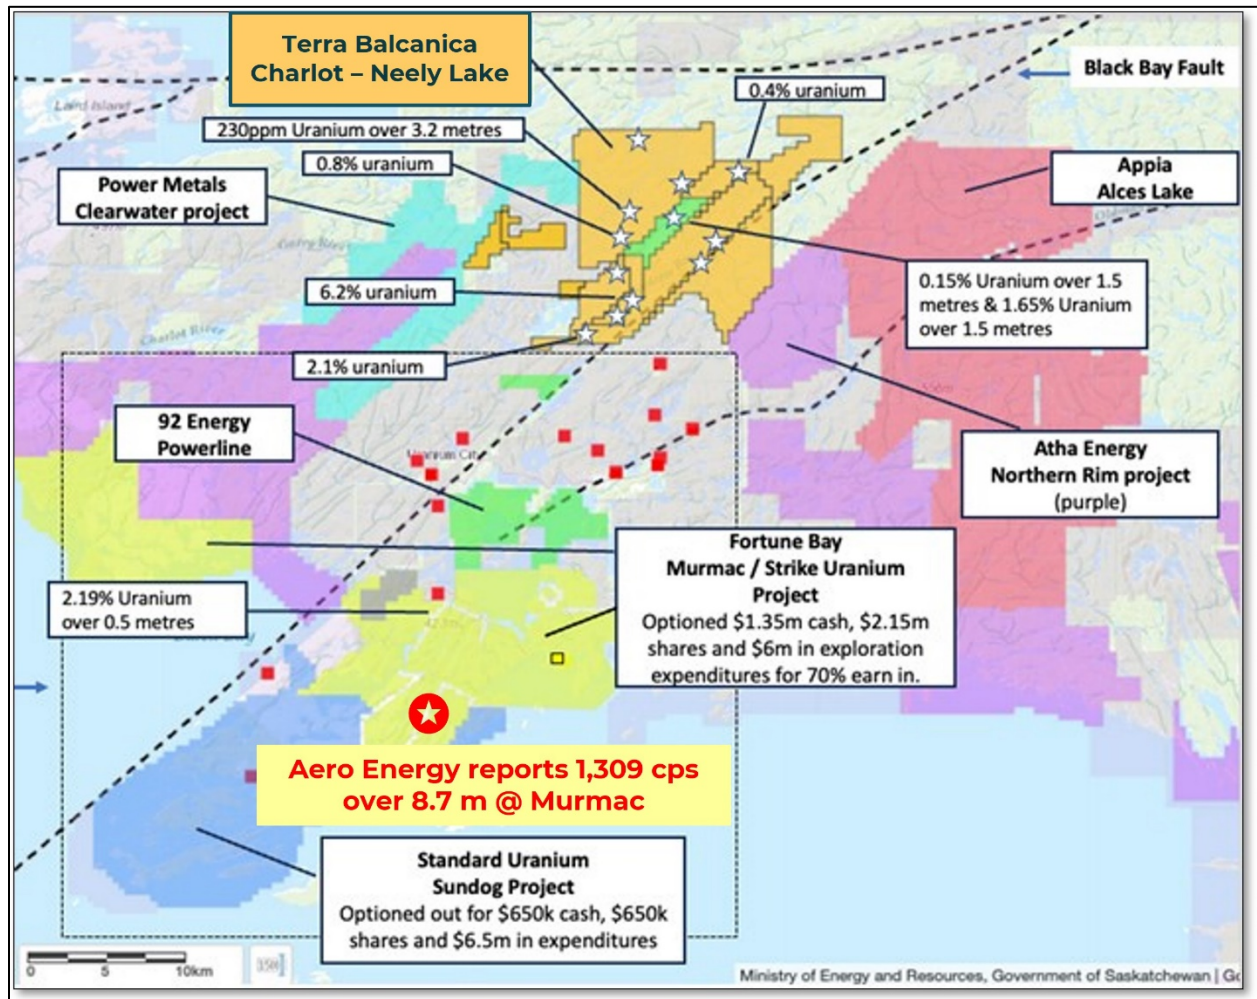 Terra Balcanica
Charlot – Neely Lake
Black Bay Fault
0.4% uranium
Laird Island
230ppm Uranium over 3.2 metres
0.8% uranium
Appia
Alces Lake
Power Metals
Clearwater project
0.15% Uranium over 1.5
metres & 1.65% Uranium
over 1.5 metres
6.2% uranium
Charlot River
2.1% uranium
92 Energy
Powerline
Uranium City
Atha Energy
Northern Rim project
(purple)
Fortune Bay
Murmac / Strike Uranium
Project
Optioned $1.35m cash, $2.15m
shares and $6m in exploration
expenditures for 70% earn in.
2.19% Uranium
over 0.5 metres
Aero Energy reports 1,309 cps
over 8.7 m @ Murmac
Standard Uranium
Sundog Project
Optioned out for $650k cash, $650k
shares and $6.5m in expenditures
0 5 10km
Ministry of Energy and Resources, Government of Saskatchewan |